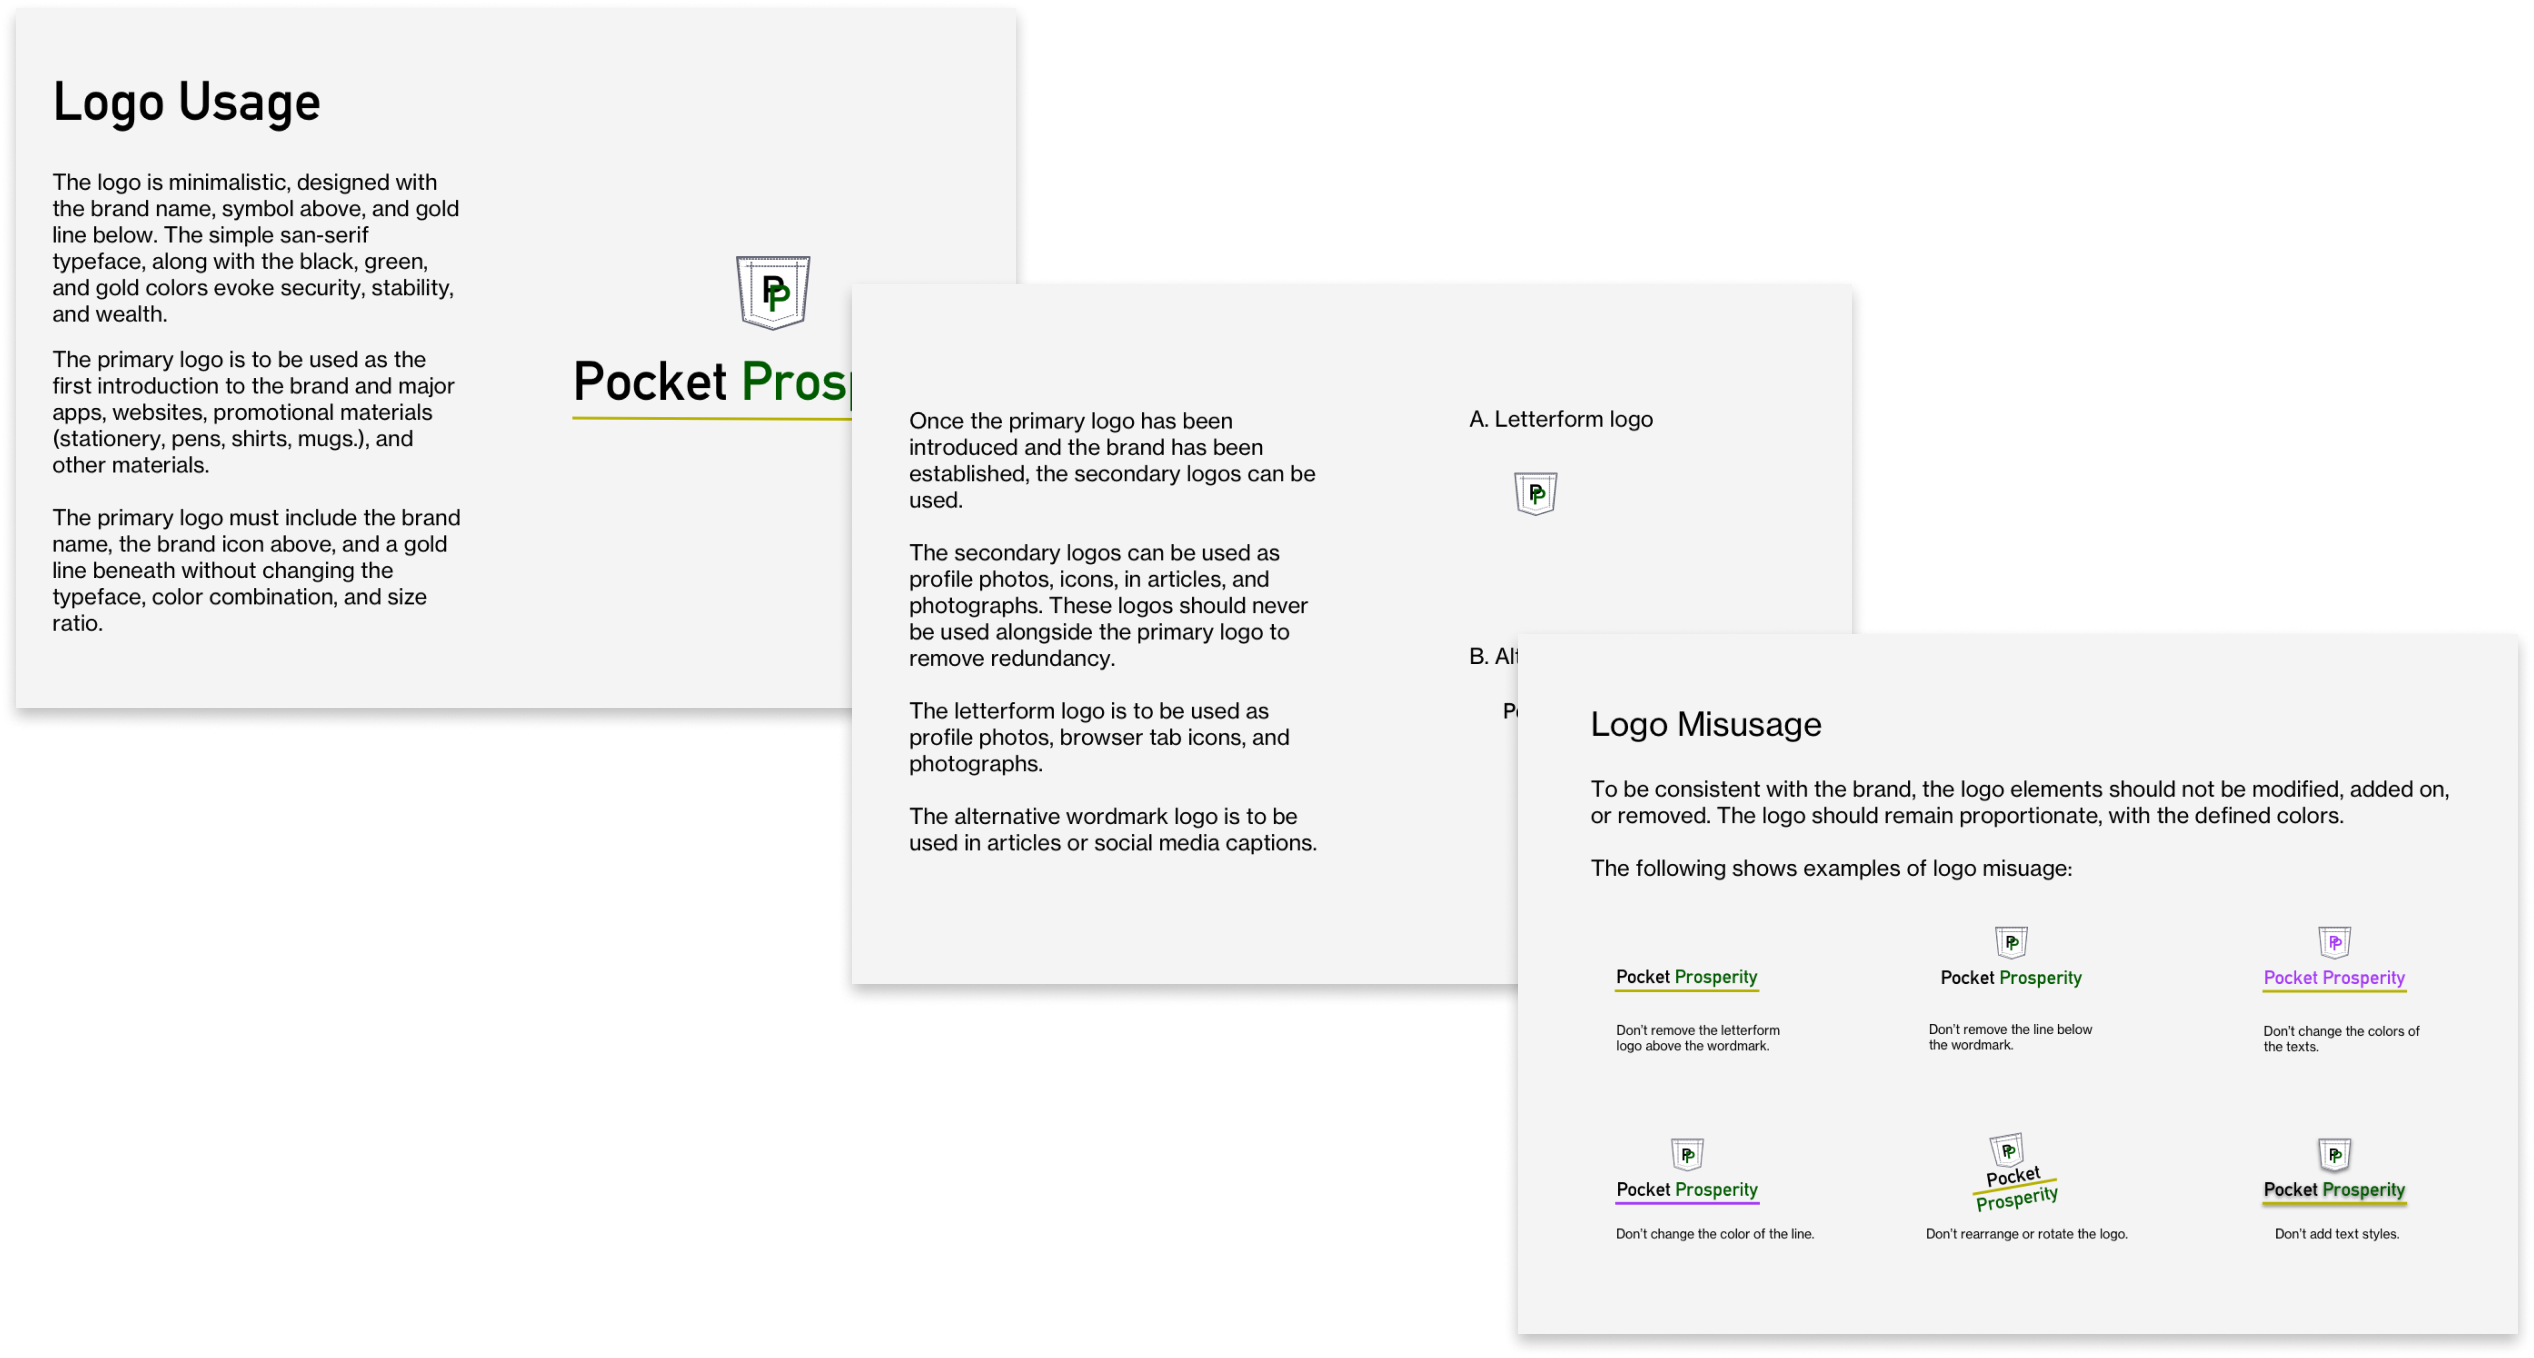 Logo Usage
The logo is minimalistic, designed with
the brand name, symbol above, and gold
line below. The simple san-serif
typeface, along with the black, green,
and gold colors evoke security, stability,
and wealth.
The primary logo is to be used as the
first introduction to the brand and major
apps, websites, promotional materials
(stationery, pens, shirts, mugs.), and
other materials.
The primary logo must include the brand
name, the brand icon above, and a gold
line beneath without changing the
typeface, color combination, and size
ratio.
PP
Pocket
Once the primary logo has been
introduced and the brand has been
established, the secondary logos can be
used.
The secondary logos can be used as
profile photos, icons, in articles, and
photographs. These logos should never
be used alongside the primary logo to
remove redundancy.
The letterform logo is to be used as
profile photos, browser tab icons, and
photographs.
The alternative wordmark logo is to be
used in articles or social media captions.
A. Letterform logo
PP
B.
Logo Misusage
To be consistent with the brand, the logo elements should not be modified, added on,
or removed. The logo should remain proportionate, with the defined colors.
The following shows examples of logo misuage:
Pocket Prosperity
Don't remove the letterform
logo above the wordmark.
PP
Pocket Prosperity
Don't remove the line below
the wordmark.
PP
Pocket Prosperity
Don't change the colors of
the texts.
PP
Pocket Prosperity
Don't change the color of the line.
PP
Pocket
Prosperity
Don't rearrange or rotate the logo.
PP
Pocket Prosperity
Don't add text styles.